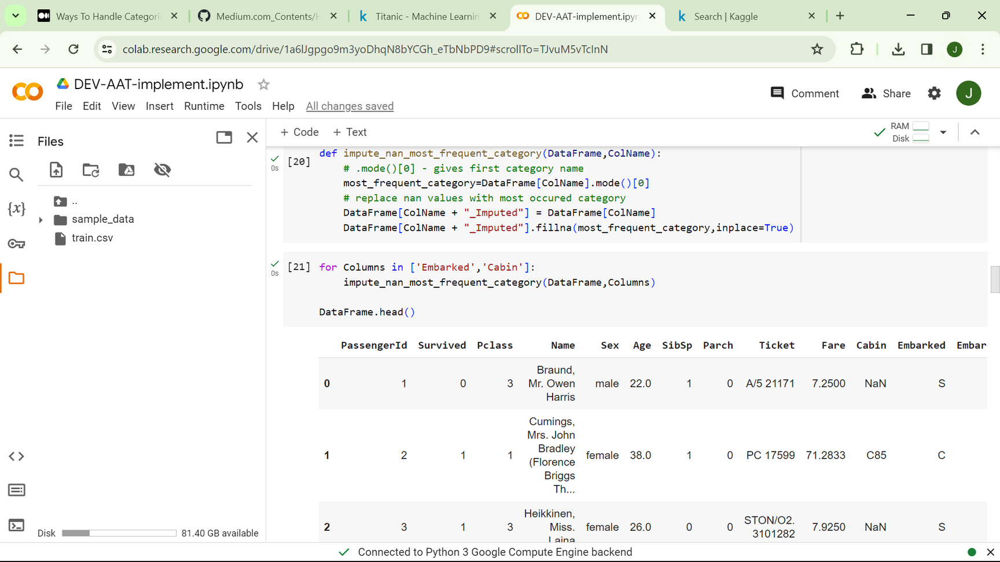 Ways To Handle Categori
Medium.com_Contents/H
Titanic - Machine Learnin
DEV-AAT-implement.ipyn
Search | Kaggle
colab.research.google.com/drive/1a6lJgpgo9m3yoDhqN8bYCGh_eTbNbPD9#scrollTo=TJvuM5vTcInN
J
DEV-AAT-implement.ipynb
File Edit View Insert Runtime Tools Help All changes saved
Comment Share J
Files
+ Code + Text
RAM
Disk
..
sample_data
train.csv
Disk 81.40 GB available
0s
[20] def impute_nan_most_frequent_category(DataFrame,ColName):
# .mode()[0] - gives first category name
most_frequent_category=DataFrame[ColName].mode()[0]
# replace nan values with most occured category
DataFrame[ColName + "_Imputed"] = DataFrame[ColName]
DataFrame[ColName + "_Imputed"].fillna(most_frequent_category,inplace=True)
0s
[21] for Columns in ['Embarked','Cabin']:
impute_nan_most_frequent_category(DataFrame,Columns)
DataFrame.head()
PassengerId Survived Pclass Name Sex Age SibSp Parch Ticket Fare Cabin Embarked Embar
0 1 0 3 Braund, Mr. Owen Harris male 22.0 1 0 A/5 21171 7.2500 NaN S
1 2 1 1 Cumings, Mrs. John Bradley (Florence Briggs Th... female 38.0 1 0 PC 17599 71.2833 C85 C
2 3 1 3 Heikkinen, Miss. Laina female 26.0 0 0 STON/O2. 3101282 7.9250 NaN S
Connected to Python 3 Google Compute Engine backend